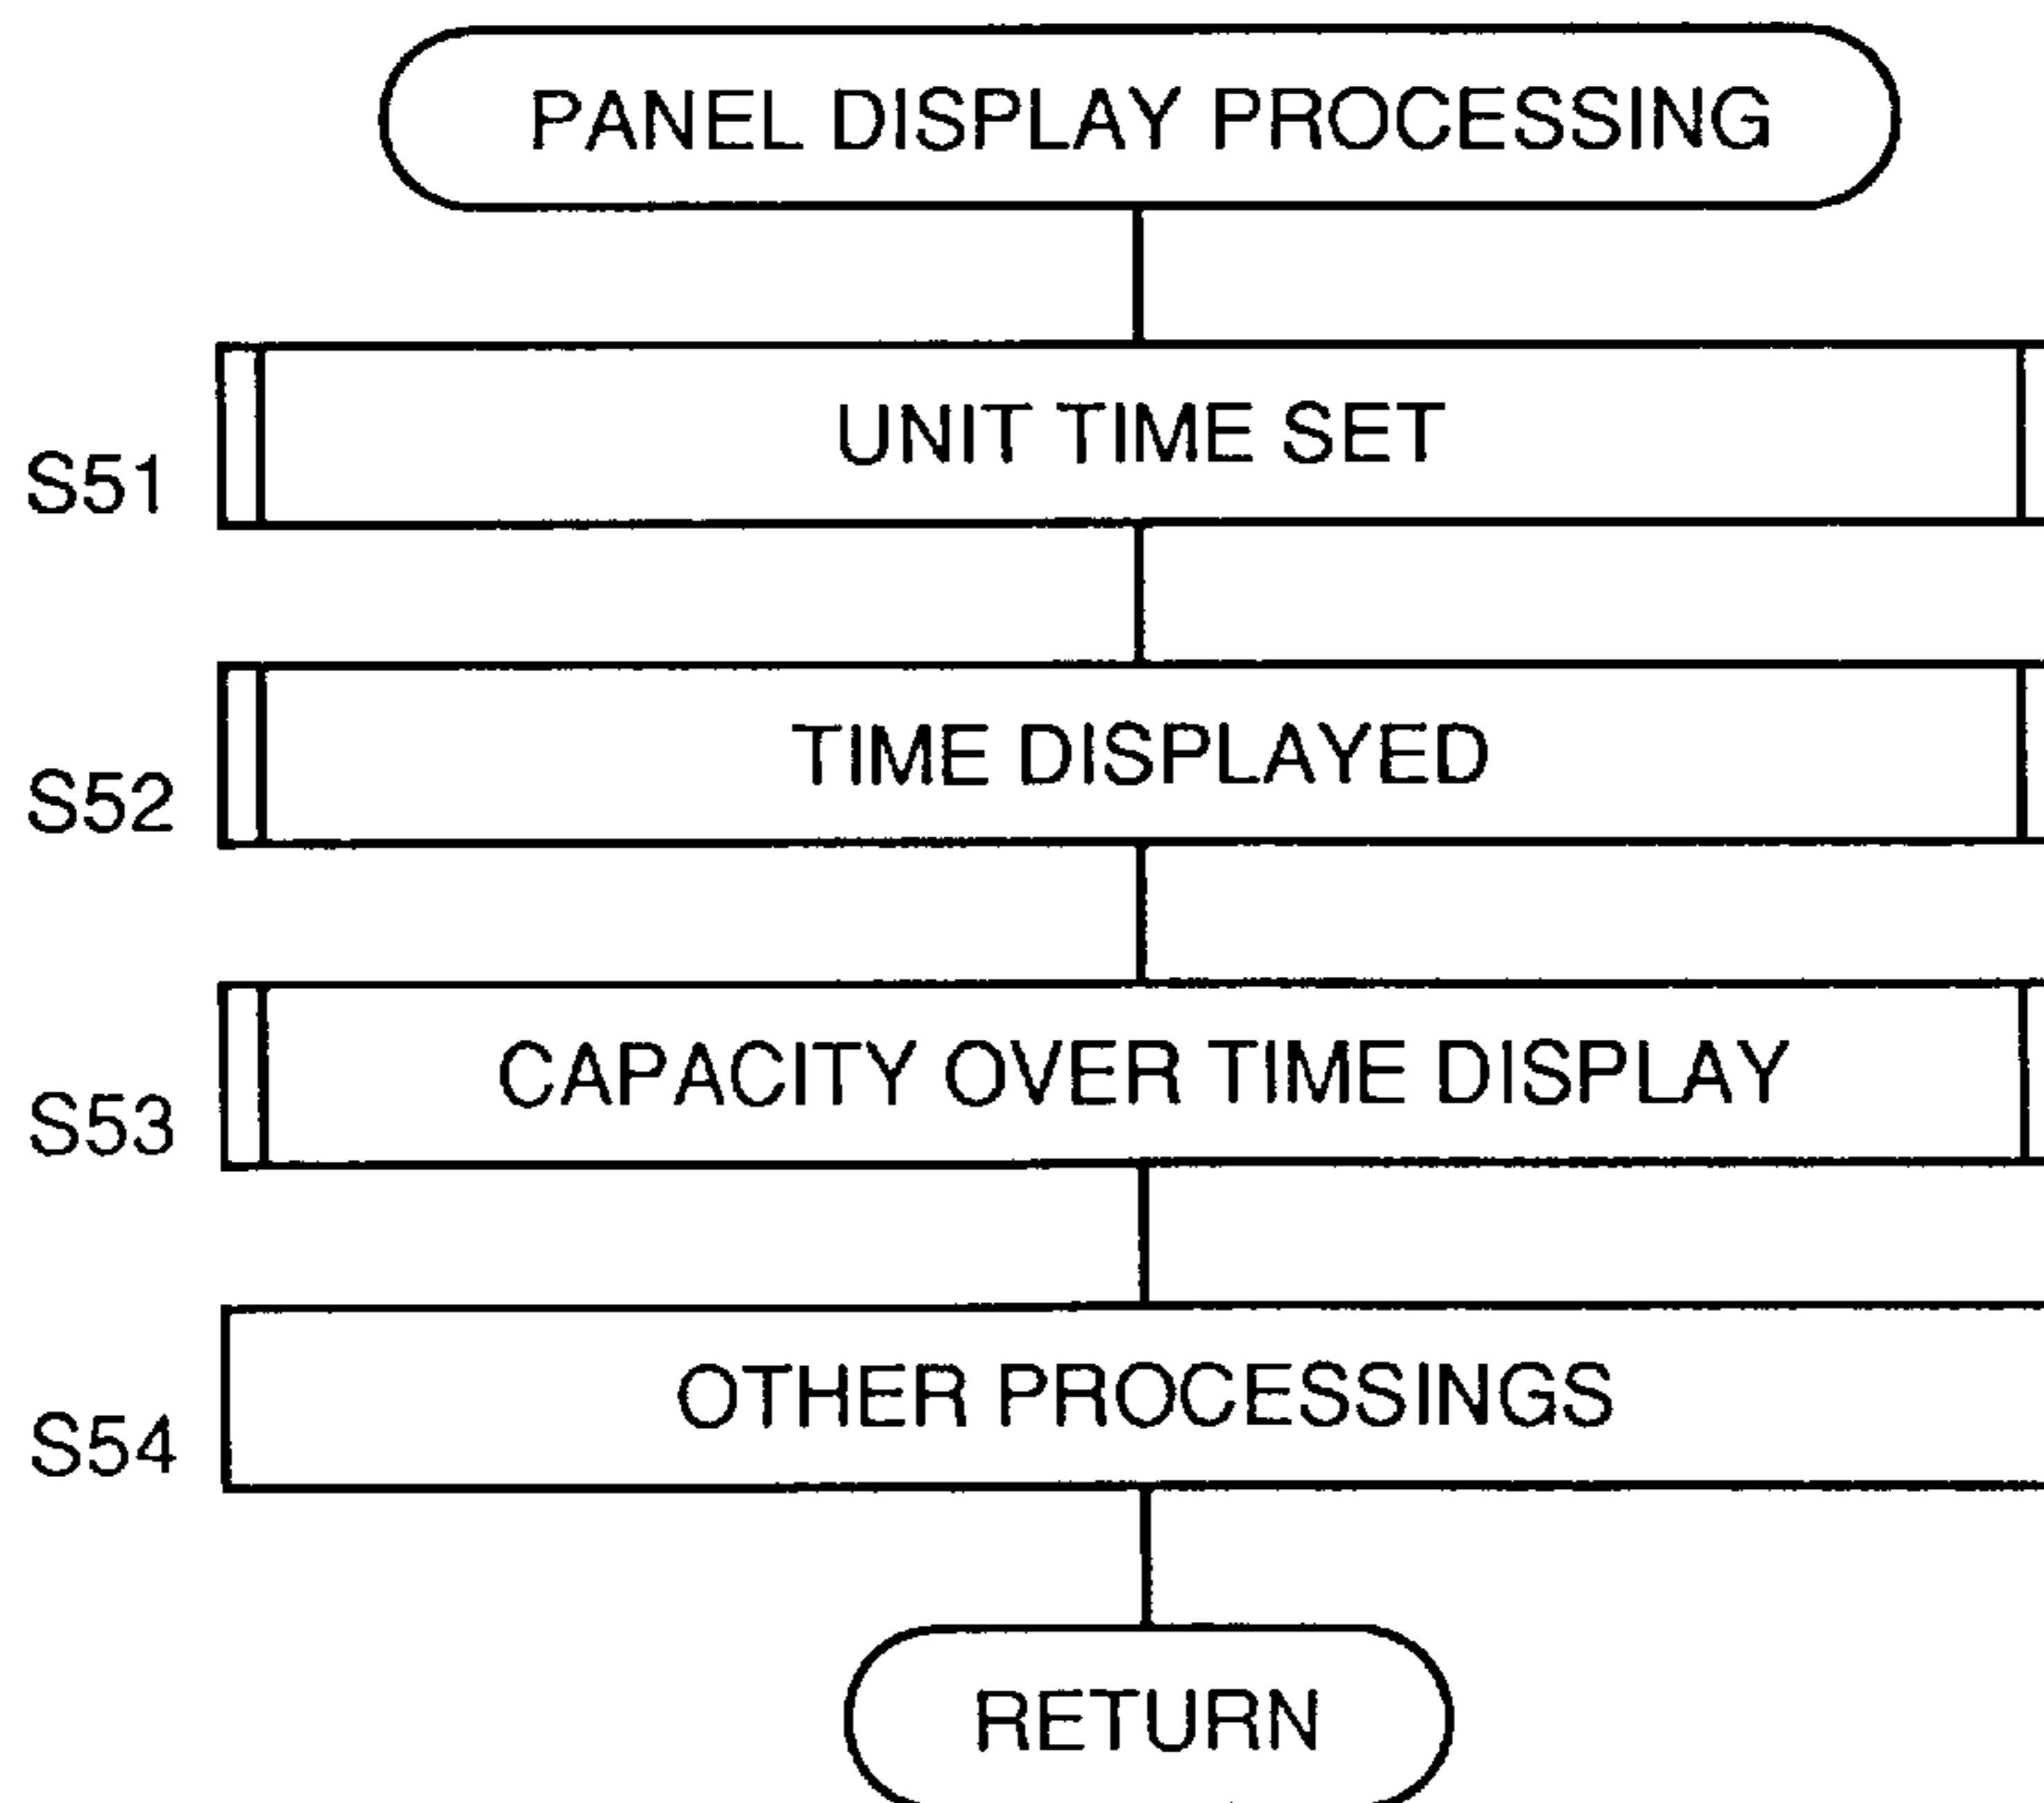 PANEL DISPLAY PROCESSING
S51 UNIT TIME SET
S52 TIME DISPLAYED
S53 CAPACITY OVER TIME DISPLAY
S54 OTHER PROCESSINGS
RETURN